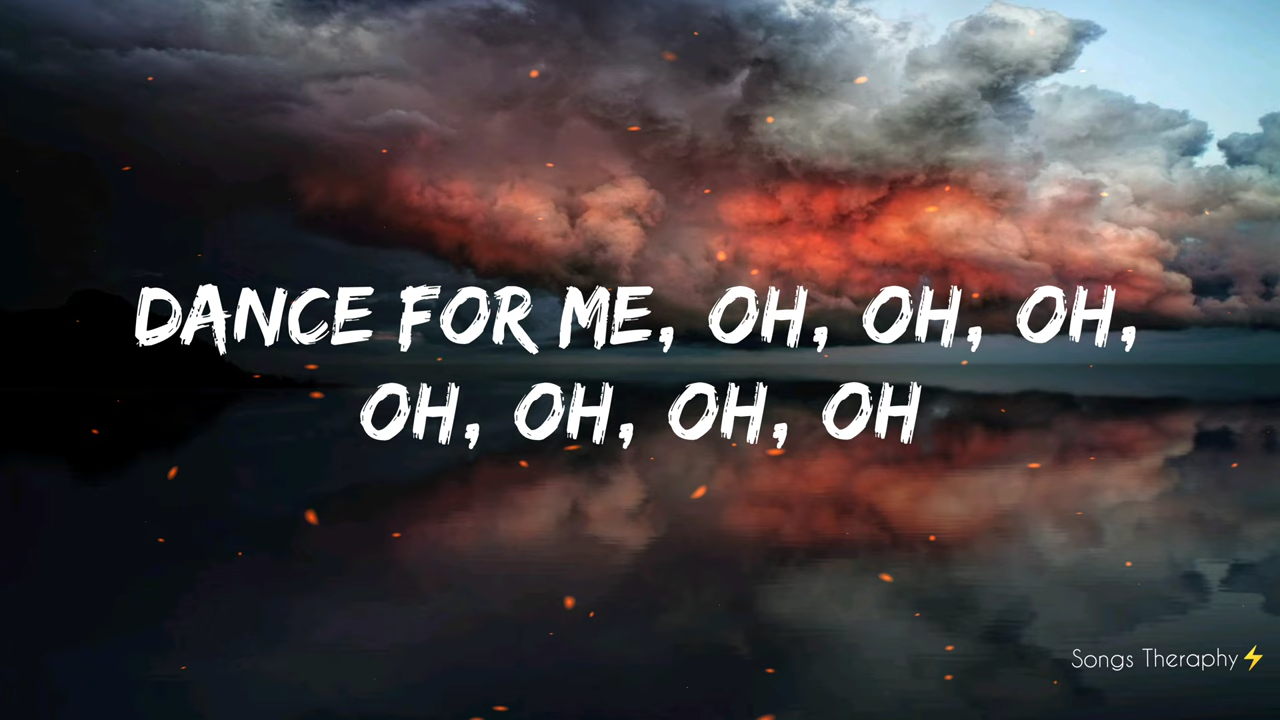 DANCE FOR ME, OH, OH, OH,
OH, OH, OH, OH
Songs Theraphy⚡